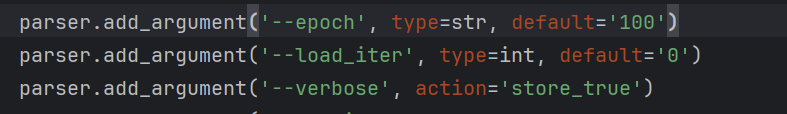 parser.add_argument('--epoch', type=str, default='100')
parser.add_argument('--load_iter', type=int, default='0')
parser.add_argument('--verbose', action='store_true')